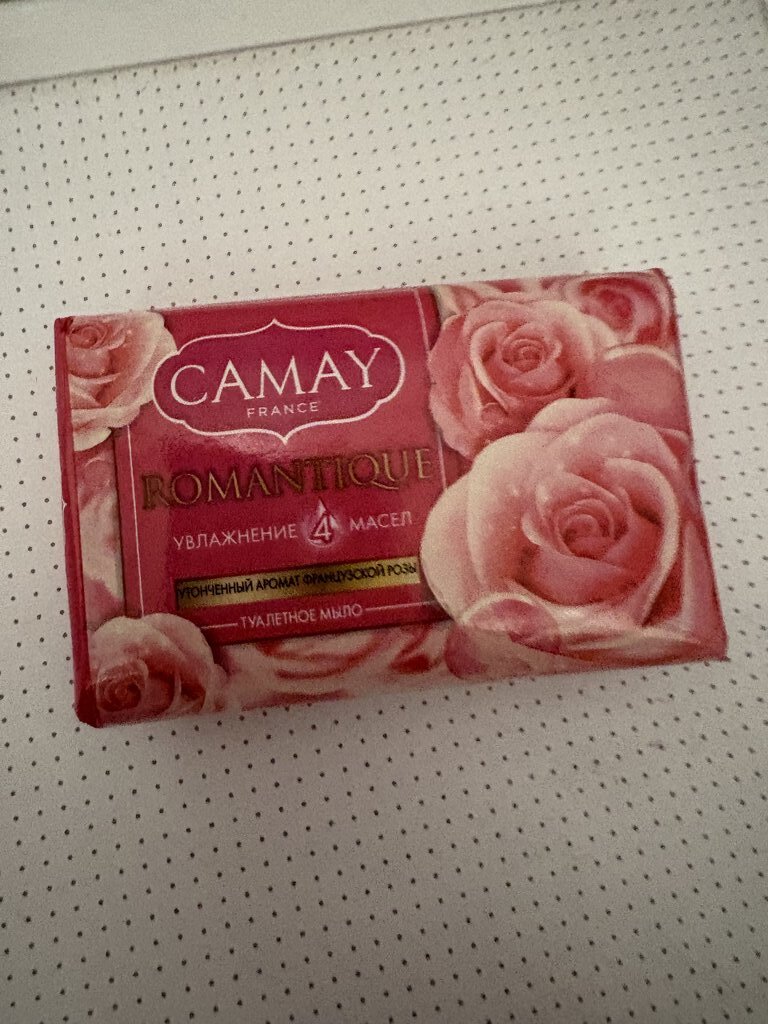 CAMAY
FRANCE
ROMANTIQUE
УВЛАЖНЕНИЕ 4 МАСЕЛ
УТОНЧЕННЫЙ АРОМАТ ФРАНЦУЗСКОЙ РОЗЫ
ТУАЛЕТНОЕ МЫЛО